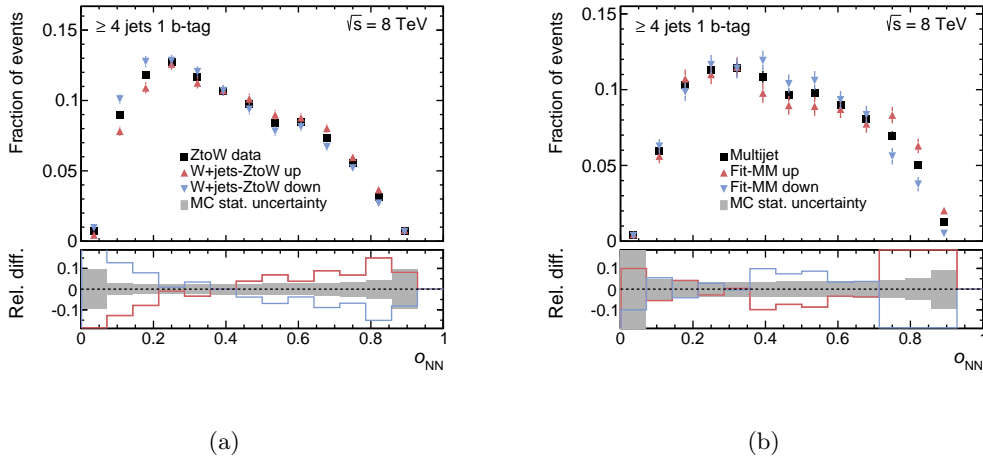 ≥ 4 jets 1 b-tag √s = 8 TeV
Fraction of events
0.15
0.1
0.05
0
ZtoW data
W+jets-ZtoW up
W+jets-ZtoW down
MC stat. uncertainty
Rel. diff.
0.1
0
-0.1
0 0.2 0.4 0.6 0.8 1
o_NN
(a)
≥ 4 jets 1 b-tag √s = 8 TeV
Fraction of events
0.15
0.1
0.05
0
Multijet
Fit-MM up
Fit-MM down
MC stat. uncertainty
Rel. diff.
0.1
0
-0.1
0 0.2 0.4 0.6 0.8 1
o_NN
(b)